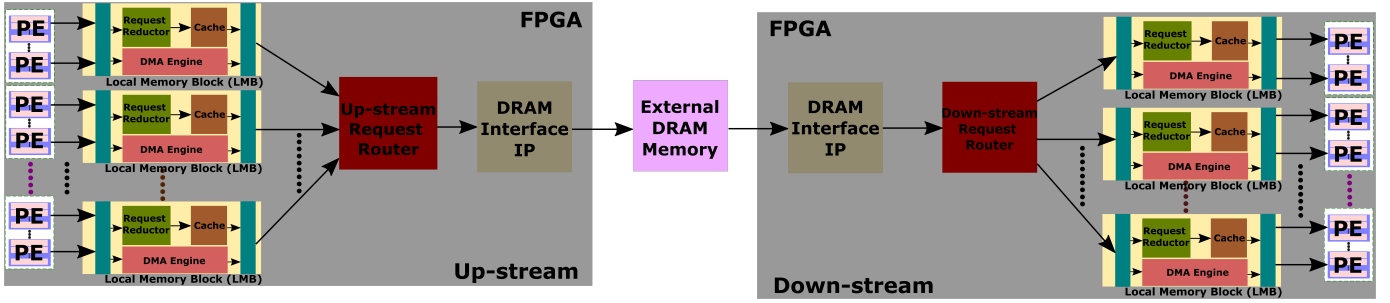 FPGA
PE
PE
Request
Reductor
Cache
DMA Engine
Local Memory Block (LMB)
PE
PE
Request
Reductor
Cache
DMA Engine
Local Memory Block (LMB)
PE
PE
Request
Reductor
Cache
DMA Engine
Local Memory Block (LMB)
Up-stream
Request
Router
DRAM
Interface
IP
Up-stream
External
DRAM
Memory
FPGA
DRAM
Interface
IP
Down-stream
Request
Router
Request
Reductor
Cache
DMA Engine
Local Memory Block (LMB)
PE
PE
Request
Reductor
Cache
DMA Engine
Local Memory Block (LMB)
PE
PE
Request
Reductor
Cache
DMA Engine
Local Memory Block (LMB)
PE
PE
Down-stream